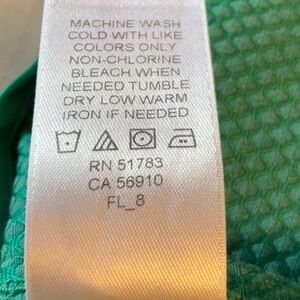 MACHINE WASH
COLD WITH LIKE
COLORS ONLY
NON-CHLORINE
BLEACH WHEN
NEEDED TUMBLE
DRY LOW WARM
IRON IF NEEDED
RN 51783
CA 56910
FL_8